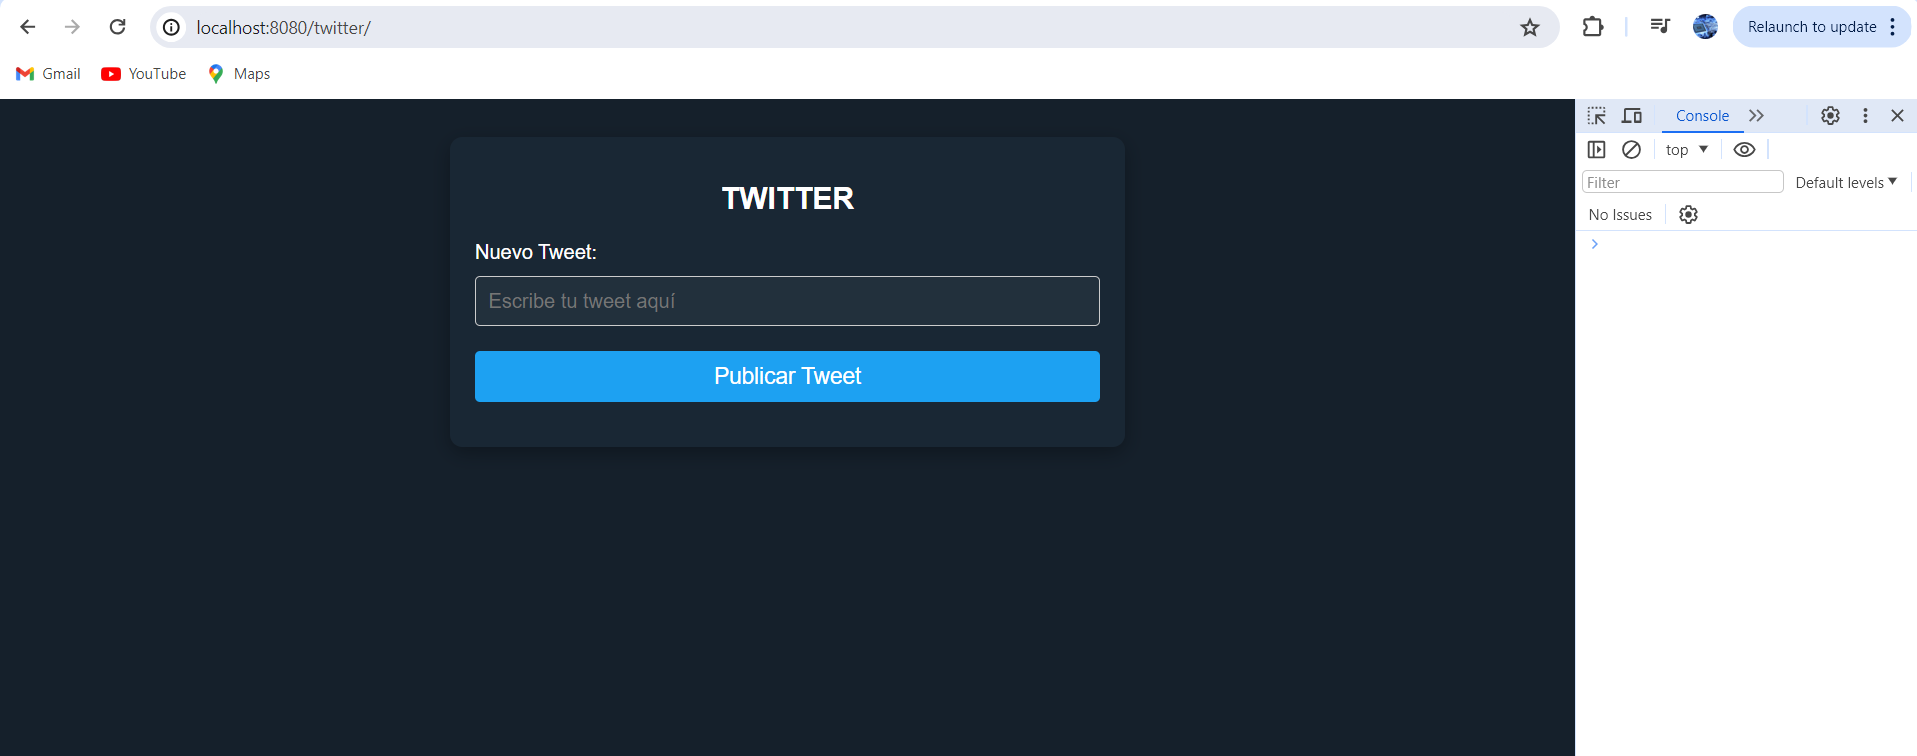 localhost:8080/twitter/
Relaunch to update
Gmail YouTube Maps
Console
top
Filter Default levels
No Issues
TWITTER
Nuevo Tweet:
Escribe tu tweet aquí
Publicar Tweet